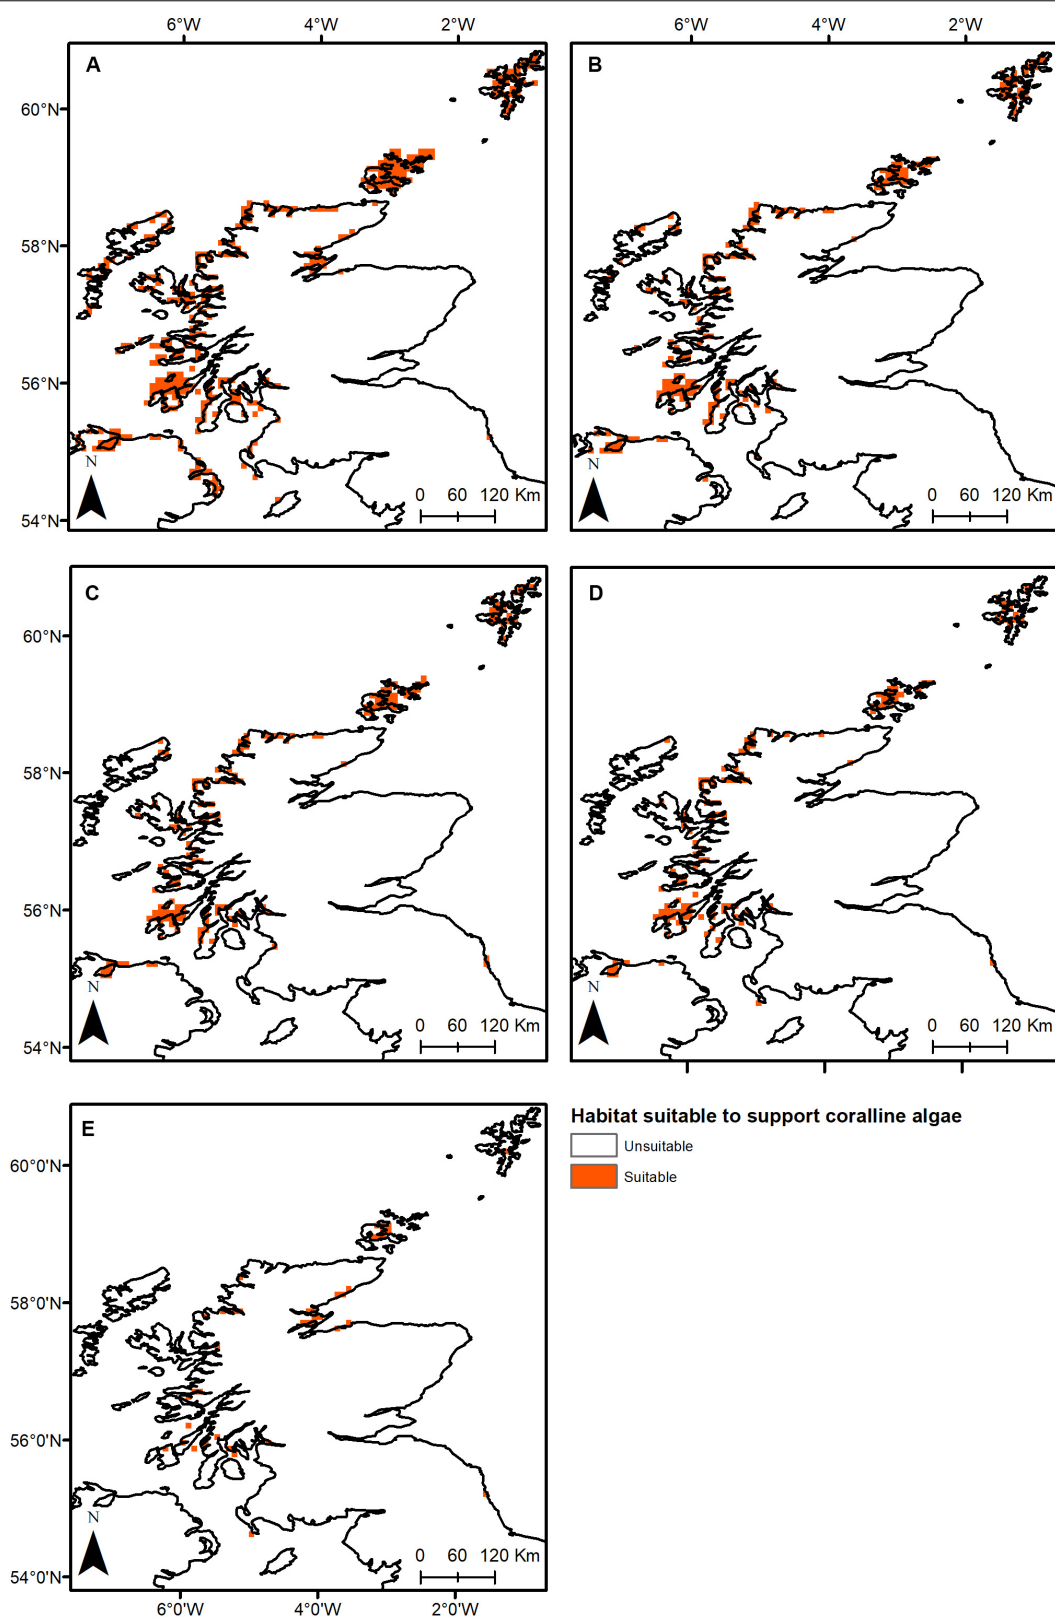 6°W 4°W 2°W 6°W 4°W 2°W
A B
60°N
58°N
56°N
N N
0 60 120 Km 0 60 120 Km
54°N
C D
60°N
58°N
56°N
N N
0 60 120 Km 0 60 120 Km
54°N
E
Habitat suitable to support coralline algae
Unsuitable
Suitable
60°0'N
58°0'N
56°0'N
N
0 60 120 Km
54°0'N
6°0'W 4°0'W 2°0'W